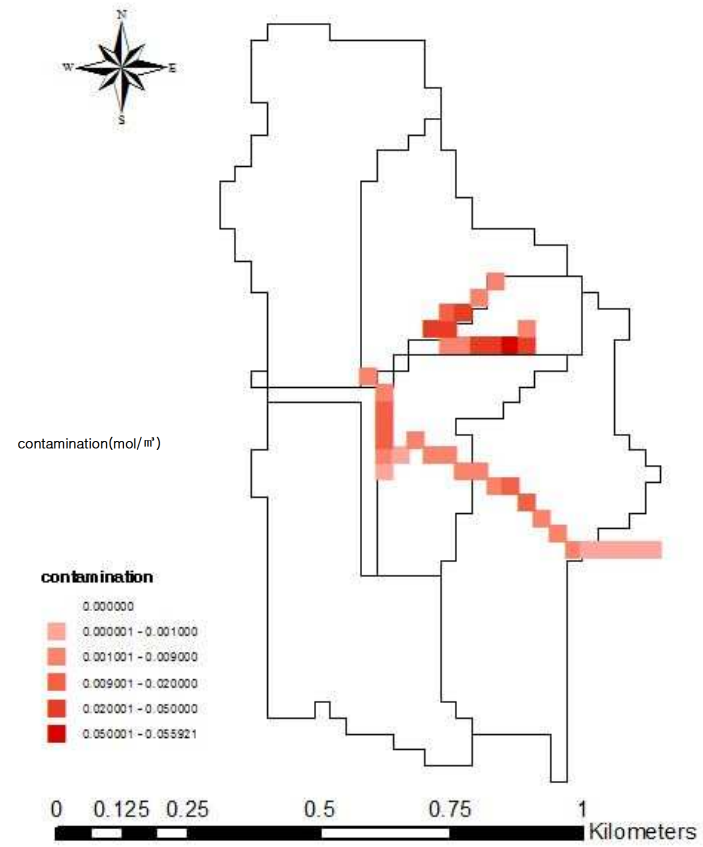 N
W E
S
contamination(mol/㎥)
contamination
0.000000
0.000001 - 0.001000
0.001001 - 0.009000
0.009001 - 0.020000
0.020001 - 0.050000
0.050001 - 0.055921
0 0.125 0.25 0.5 0.75 1
Kilometers